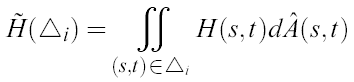 H̃(△ᵢ) = ∬_{(s,t)∈△ᵢ} H(s,t)dÂ(s,t)